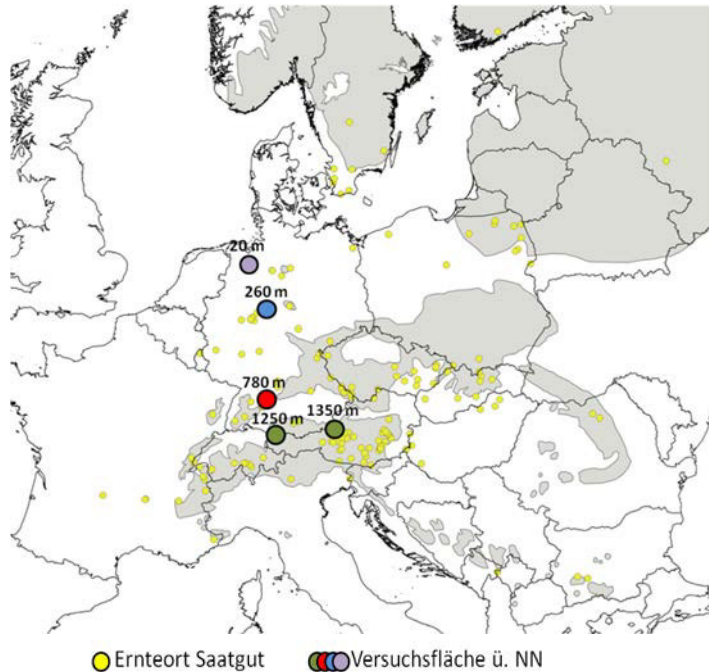 20 m
260 m
780 m
1250 m
1350 m
Ernteort Saatgut
Versuchsfläche ü. NN